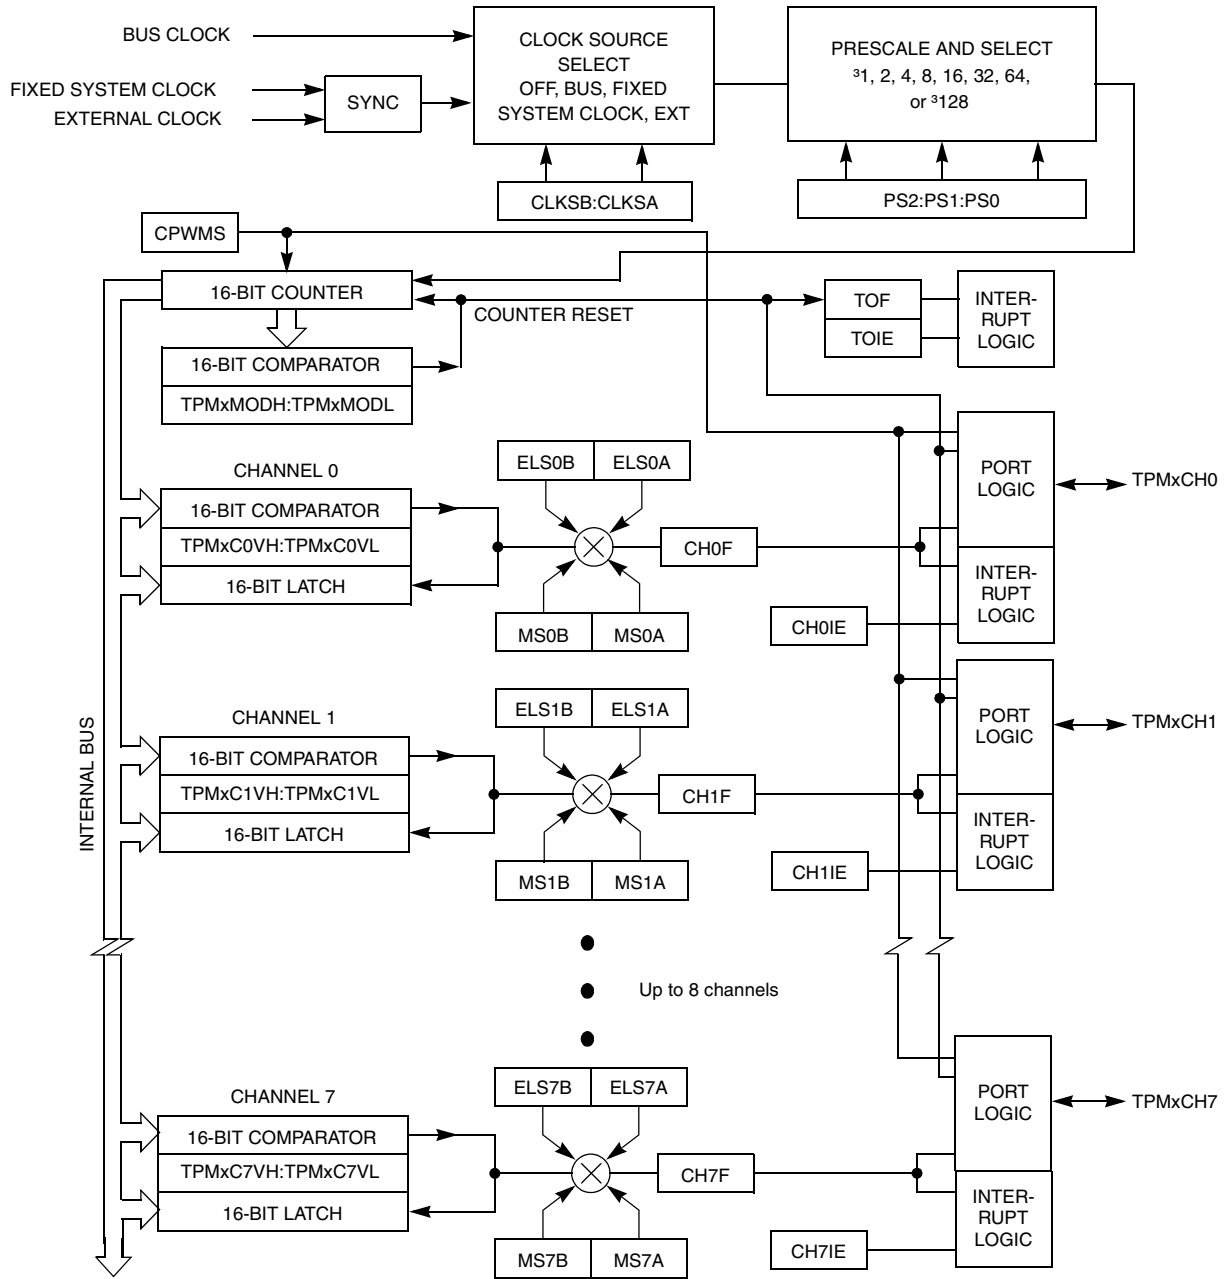 BUS CLOCK
FIXED SYSTEM CLOCK
EXTERNAL CLOCK
SYNC
CLOCK SOURCE
SELECT
OFF, BUS, FIXED
SYSTEM CLOCK, EXT
PRESCALE AND SELECT
³1, 2, 4, 8, 16, 32, 64,
or ³128
CLKSB:CLKSA
PS2:PS1:PS0
CPWMS
16-BIT COUNTER
COUNTER RESET
TOF
TOIE
INTER-
RUPT
LOGIC
16-BIT COMPARATOR
TPMxMODH:TPMxMODL
CHANNEL 0
16-BIT COMPARATOR
TPMxC0VH:TPMxC0VL
16-BIT LATCH
ELS0B
ELS0A
MS0B
MS0A
CH0F
CH0IE
PORT
LOGIC
INTER-
RUPT
LOGIC
TPMxCH0
INTERNAL BUS
CHANNEL 1
16-BIT COMPARATOR
TPMxC1VH:TPMxC1VL
16-BIT LATCH
ELS1B
ELS1A
MS1B
MS1A
CH1F
CH1IE
PORT
LOGIC
INTER-
RUPT
LOGIC
TPMxCH1
Up to 8 channels
CHANNEL 7
16-BIT COMPARATOR
TPMxC7VH:TPMxC7VL
16-BIT LATCH
ELS7B
ELS7A
MS7B
MS7A
CH7F
CH7IE
PORT
LOGIC
INTER-
RUPT
LOGIC
TPMxCH7